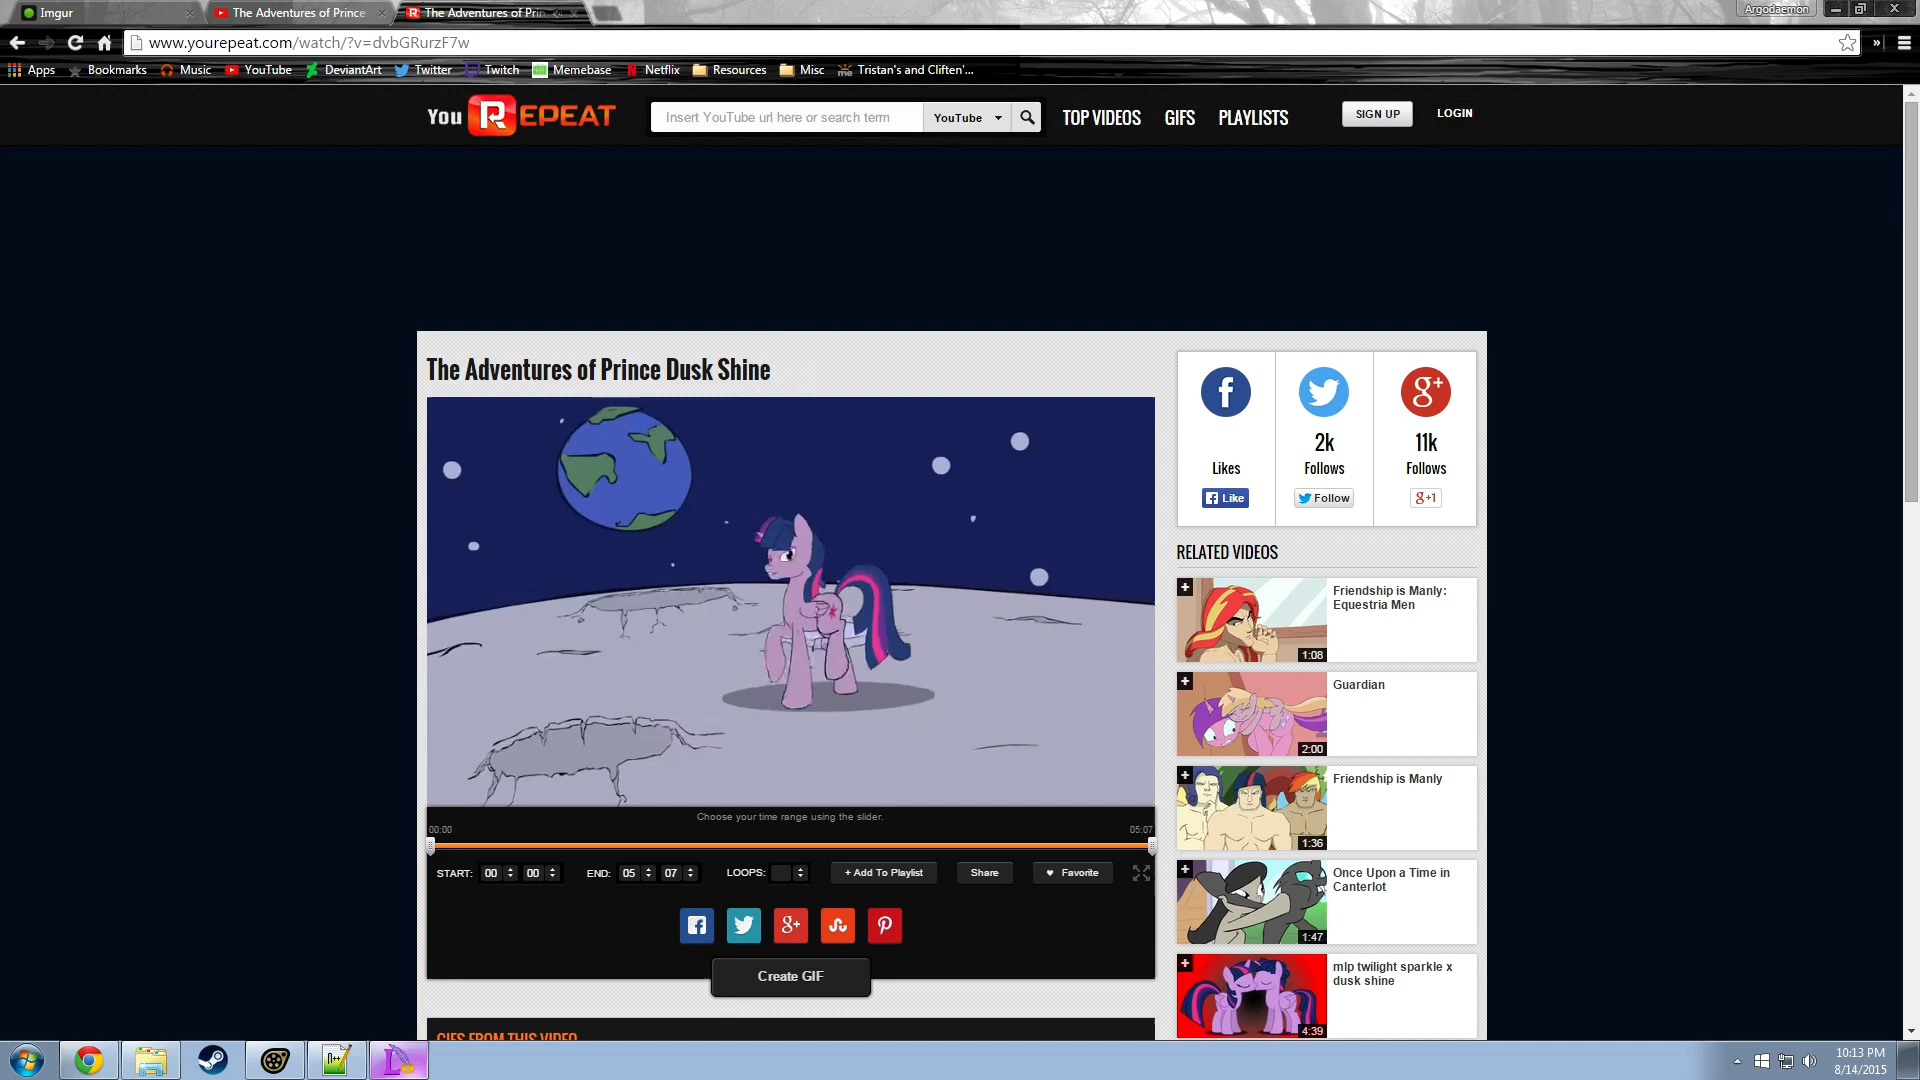 Imgur
The Adventures of Prince
The Adventures of Prin
Argodaemon
www.yourepeat.com/watch/?v=dvbGRurzF7w
Apps
Bookmarks
Music
YouTube
DeviantArt
Twitter
Twitch
Memebase
Netflix
Resources
Misc
Tristan's and Cliften'...
You REPEAT
Insert YouTube url here or search term
YouTube
TOP VIDEOS
GIFS
PLAYLISTS
SIGN UP
LOGIN
The Adventures of Prince Dusk Shine
Likes
Like
2k
Follows
Follow
11k
Follows
g+1
RELATED VIDEOS
Friendship is Manly:
Equestria Men
1:08
Guardian
2:00
Friendship is Manly
1:36
Once Upon a Time in
Canterlot
1:47
mlp twilight sparkle x
dusk shine
4:39
Choose your time range using the slider.
00:00
05:07
START: 00 00
END: 05 07
LOOPS:
+ Add To Playlist
Share
Favorite
Create GIF
GIFS FROM THIS VIDEO
10:13 PM
8/14/2015